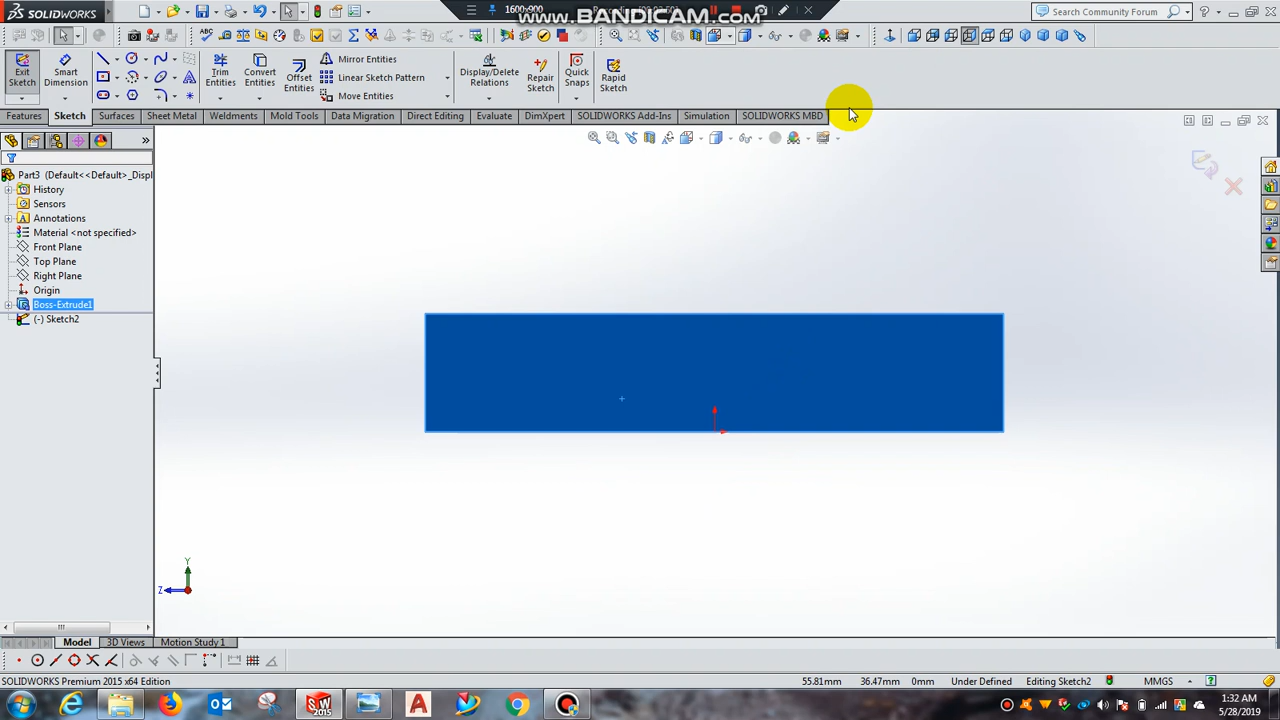 SOLIDWORKS
1600x900
www.BANDICAM.com
Search Community Forum
Exit Sketch
Smart Dimension
Trim Entities
Convert Entities
Offset Entities
Mirror Entities
Linear Sketch Pattern
Move Entities
Display/Delete Relations
Repair Sketch
Quick Snaps
Rapid Sketch
Features Sketch Surfaces Sheet Metal Weldments Mold Tools Data Migration Direct Editing Evaluate DimXpert SOLIDWORKS Add-Ins Simulation SOLIDWORKS MBD
Part3 (Default<<Default>_Displ
History
Sensors
Annotations
Material <not specified>
Front Plane
Top Plane
Right Plane
Origin
Boss-Extrude1
(-) Sketch2
Y
Z
Model 3D Views Motion Study 1
SOLIDWORKS Premium 2015 x64 Edition 55.81mm 36.47mm 0mm Under Defined Editing Sketch2 MMGS
1:32 AM
5/28/2019